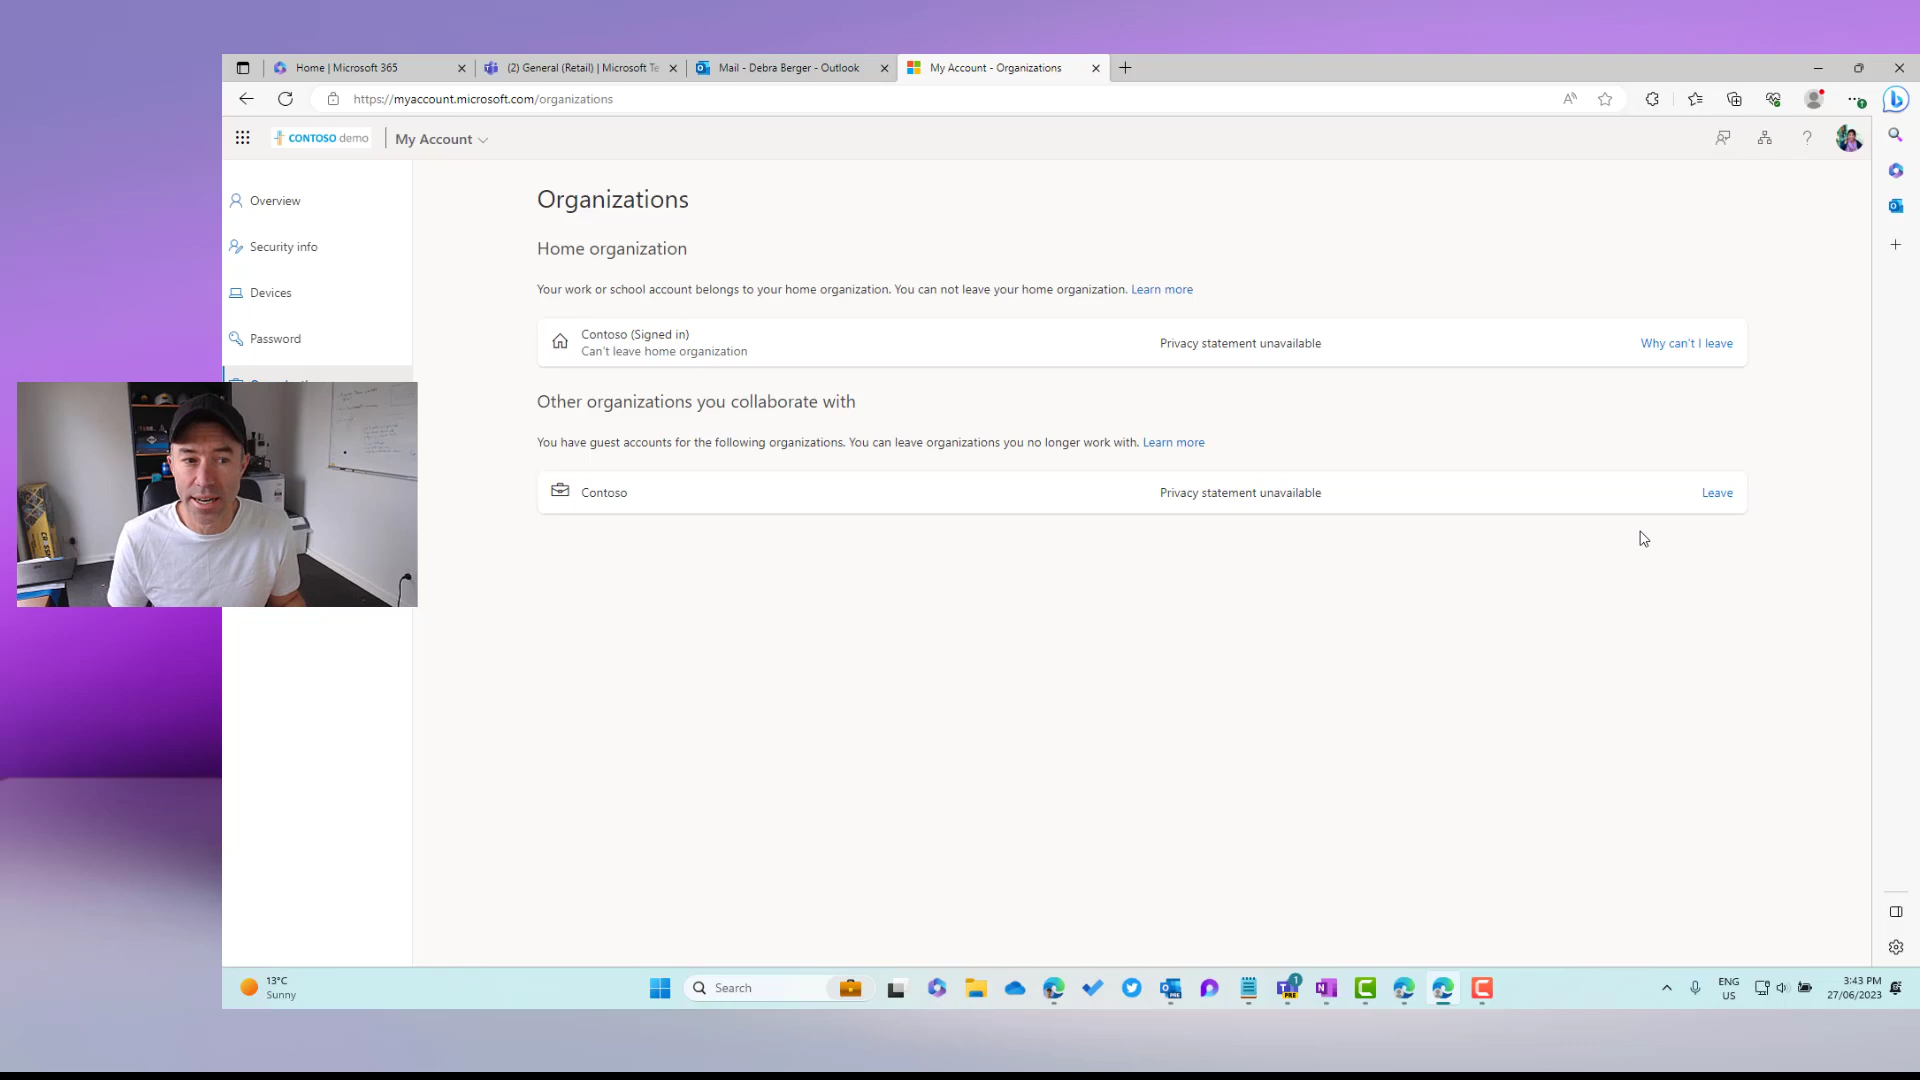 Home | Microsoft 365
(2) General (Retail) | Microsoft Te
Mail - Debra Berger - Outlook
My Account - Organizations
https://myaccount.microsoft.com/organizations
CONTOSO demo
My Account
Overview
Security info
Devices
Password
Organizations
Home organization
Your work or school account belongs to your home organization. You can not leave your home organization. Learn more
Contoso (Signed in)
Can't leave home organization
Privacy statement unavailable
Why can't I leave
Other organizations you collaborate with
You have guest accounts for the following organizations. You can leave organizations you no longer work with. Learn more
Contoso
Privacy statement unavailable
Leave
13°C
Sunny
Search
PRE
1
PRE
ENG
US
3:43 PM
27/06/2023